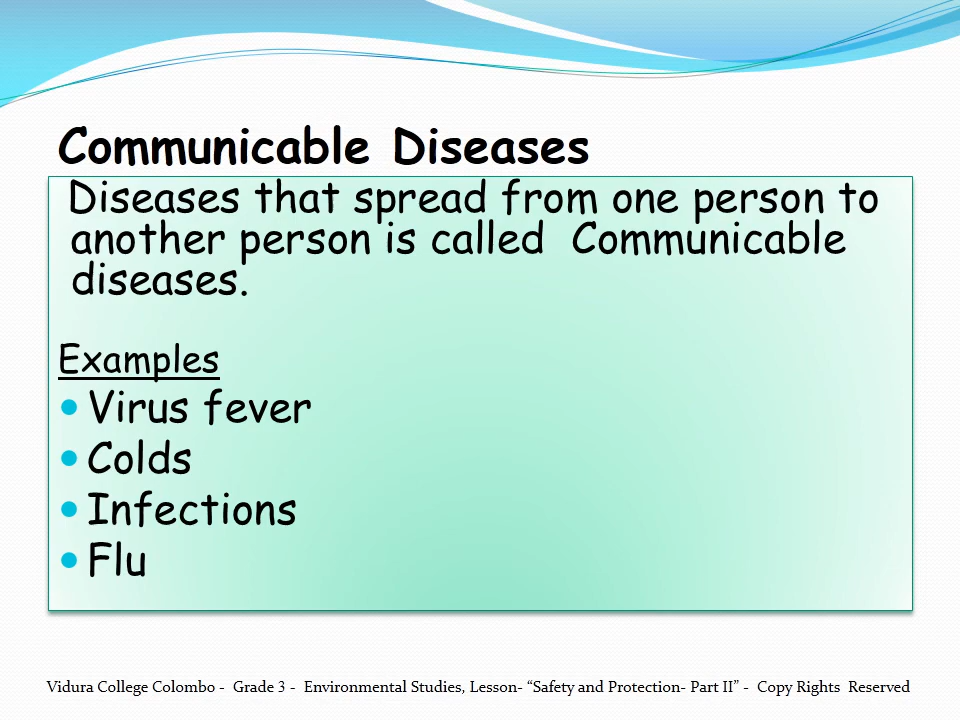 Communicable Diseases
Diseases that spread from one person to
another person is called  Communicable
diseases.
Examples
Virus fever
Colds
Infections
Flu
Vidura College Colombo -  Grade 3 -  Environmental Studies, Lesson- “Safety and Protection- Part II” -  Copy Rights  Reserved